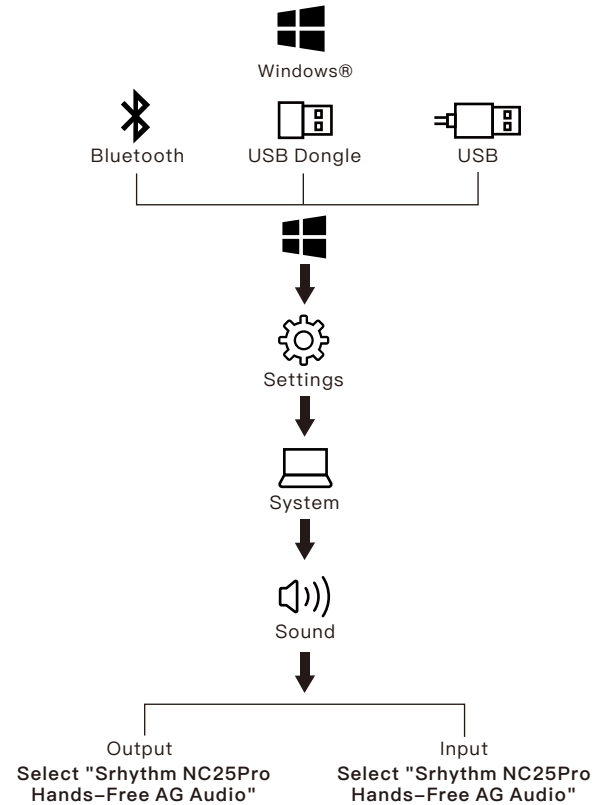 Windows®
Bluetooth
USB Dongle
USB
Settings
System
Sound
Output
Select "Srhythm NC25Pro
Hands–Free AG Audio"
Input
Select "Srhythm NC25Pro
Hands–Free AG Audio"